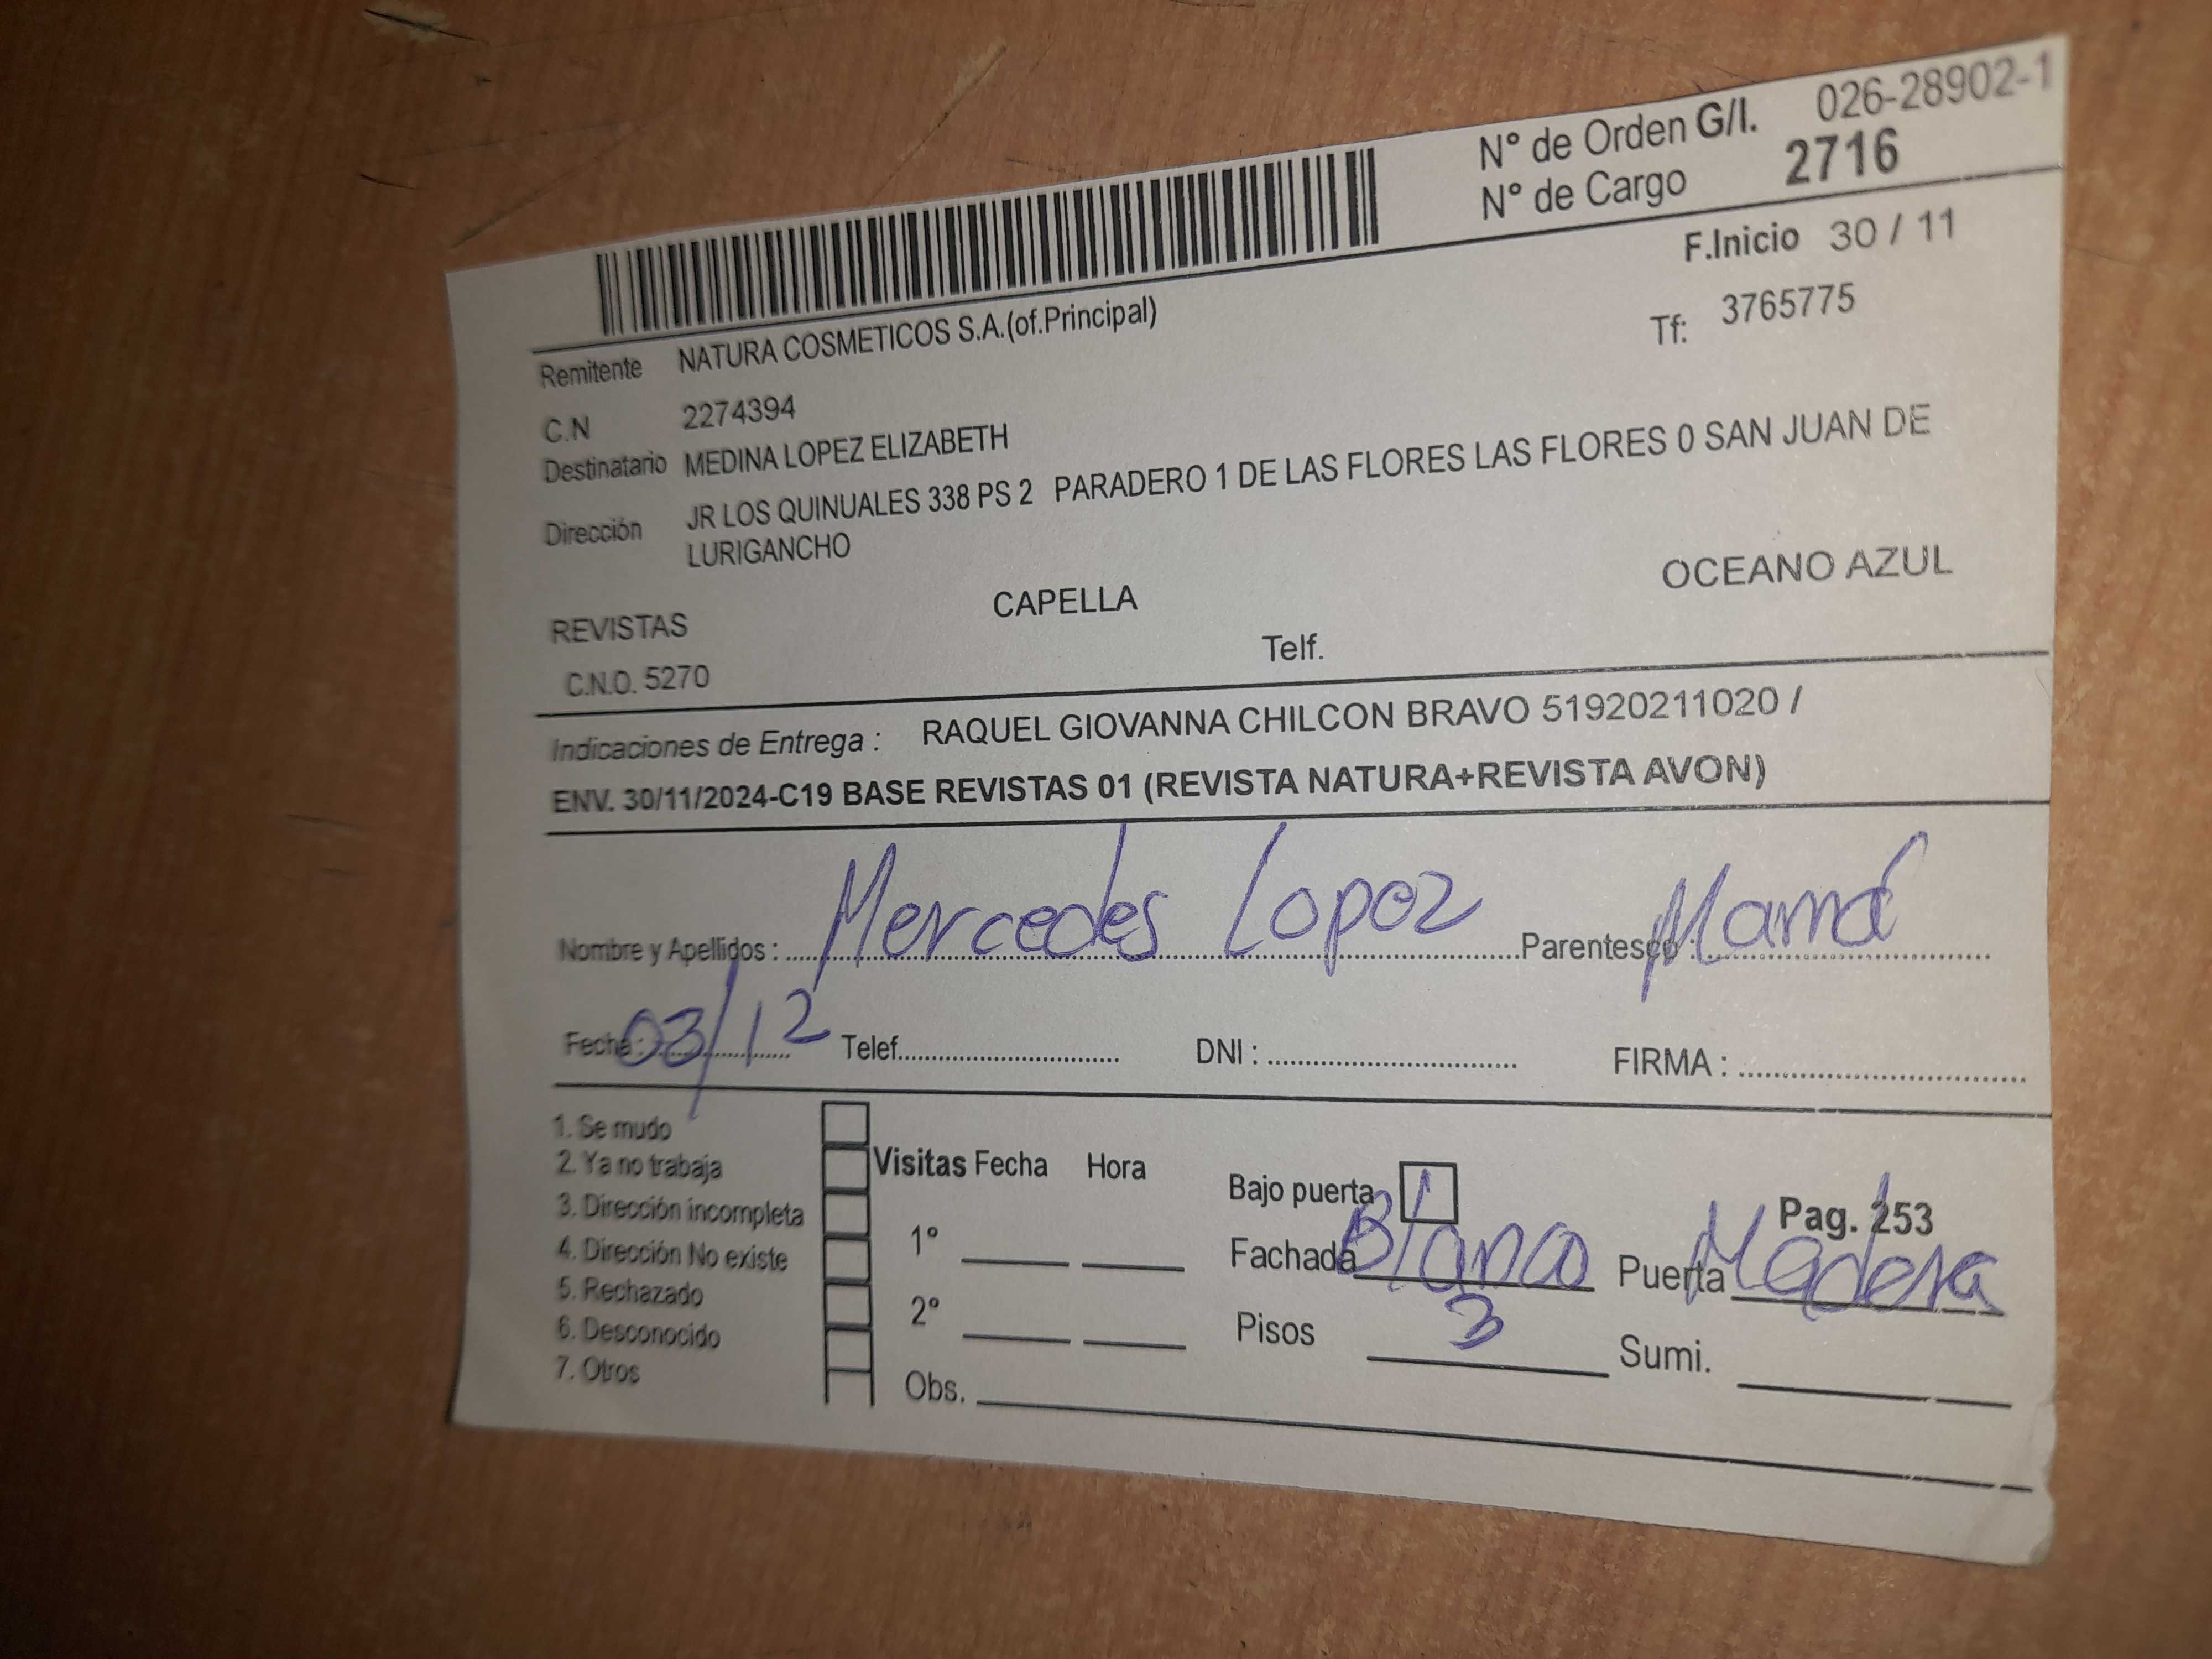 N° de Orden G/I. 026-28902-1
N° de Cargo 2716
F.Inicio 30 / 11
Remitente NATURA COSMETICOS S.A.(of.Principal) Tf: 3765775
C.N 2274394
Destinatario MEDINA LOPEZ ELIZABETH
Dirección JR LOS QUINUALES 338 PS 2 PARADERO 1 DE LAS FLORES LAS FLORES 0 SAN JUAN DE
LURIGANCHO
REVISTAS CAPELLA OCEANO AZUL
C.N.O. 5270 Telf.
Indicaciones de Entrega : RAQUEL GIOVANNA CHILCON BRAVO 51920211020 /
ENV. 30/11/2024-C19 BASE REVISTAS 01 (REVISTA NATURA+REVISTA AVON)
Nombre y Apellidos : Mercedes Lopez Parentesco : Mamá
Fecha : 03/12 Telef. DNI : FIRMA :
1. Se mudo
2. Ya no trabaja Visitas Fecha Hora
3. Dirección incompleta Bajo puerta Pag. 253
4. Dirección No existe 1° Fachada Blanco Puerta Madera
5. Rechazado
6. Desconocido 2° Pisos 3 Sumi.
7. Otros Obs.